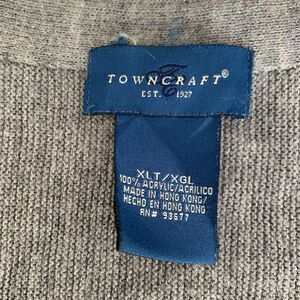 TOWNCRAFT®
EST. 1927
XLT/XGL
100% ACRYLIC/ACRILICO
MADE IN HONG KONG/
HECHO EN HONG KONG
RN# 93677